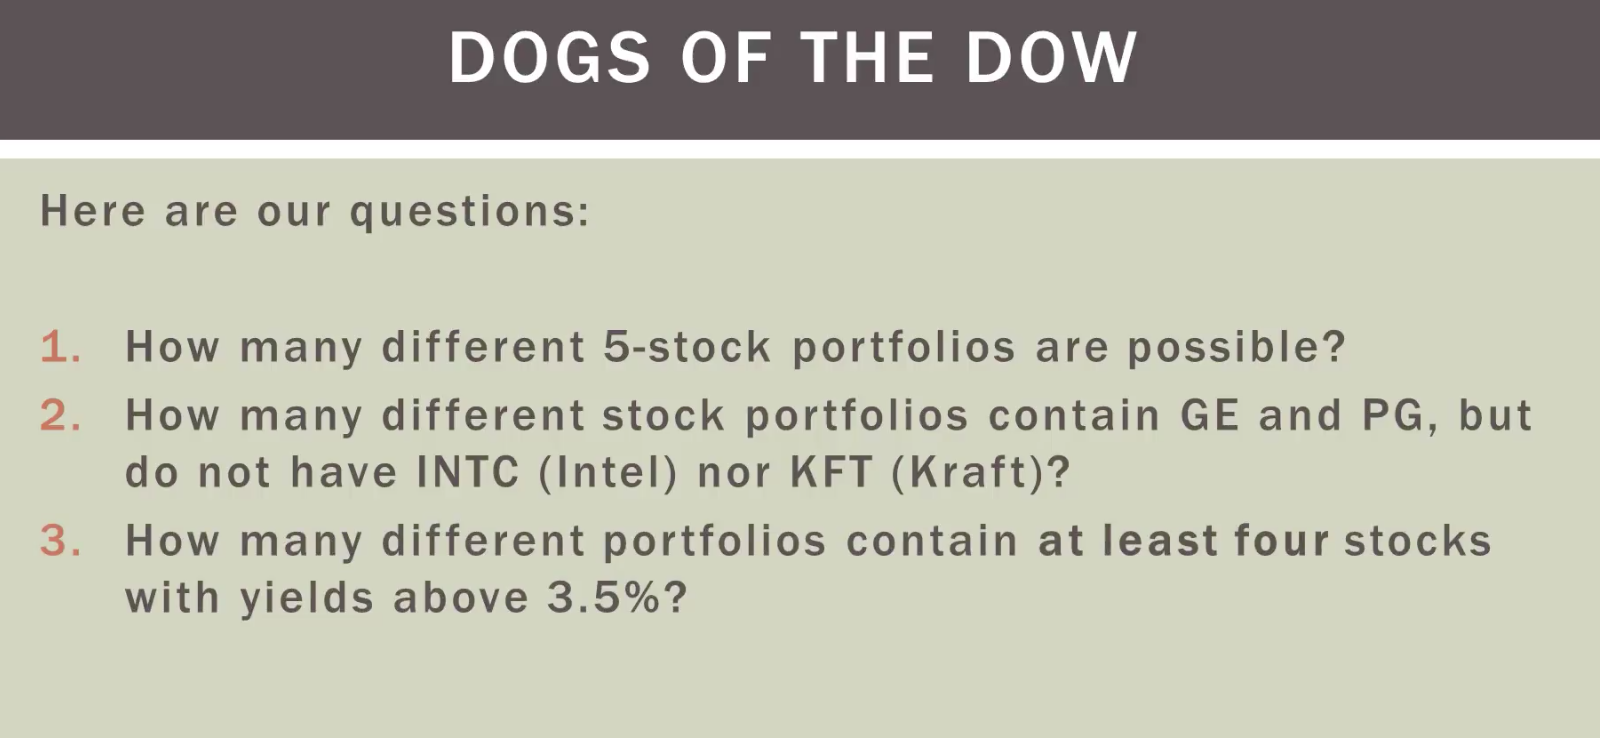 DOGS OF THE DOW
Here are our questions:
1. How many different 5-stock portfolios are possible?
2. How many different stock portfolios contain GE and PG, but
do not have INTC (Intel) nor KFT (Kraft)?
3. How many different portfolios contain at least four stocks
with yields above 3.5%?